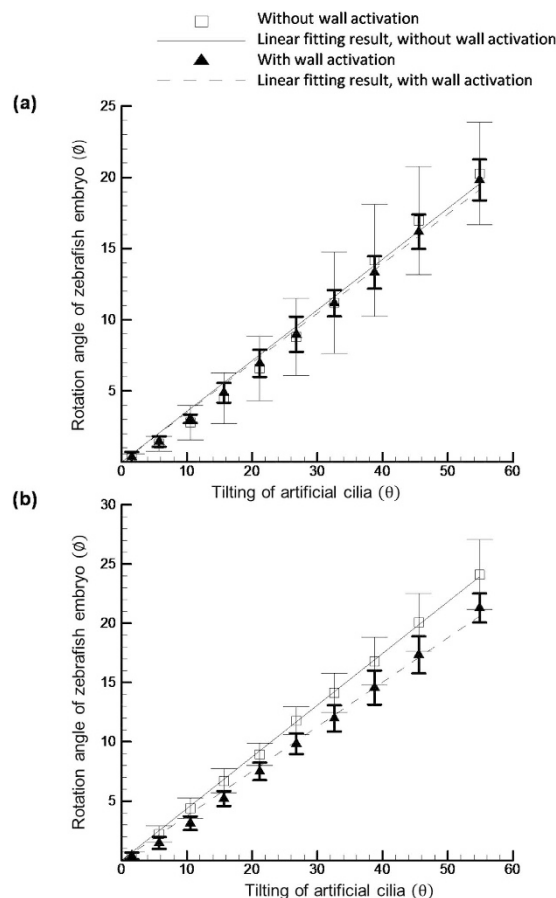 Without wall activation
Linear fitting result, without wall activation
With wall activation
Linear fitting result, with wall activation
(a)
25
20
15
10
5
0 10 20 30 40 50 60
Rotation angle of zebrafish embryo (Ø)
Tilting of artificial cilia (θ)
(b)
30
25
20
15
10
5
0 10 20 30 40 50 60
Rotation angle of zebrafish embryo (Ø)
Tilting of artificial cilia (θ)